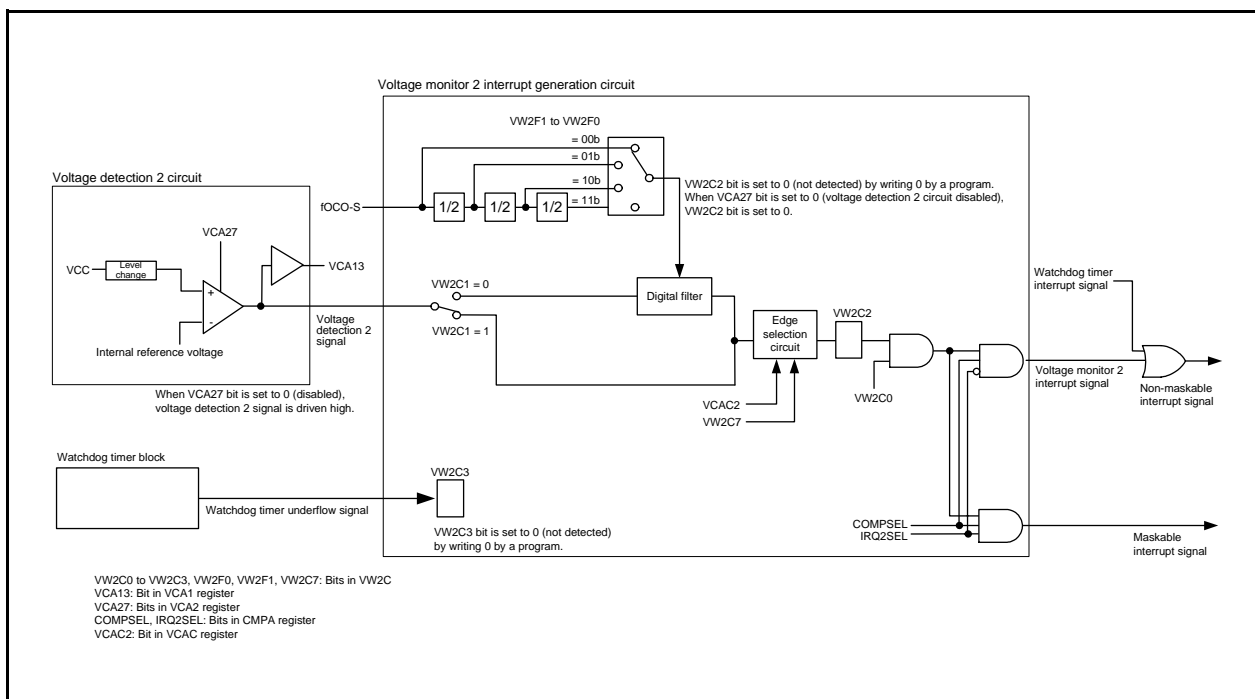 Voltage monitor 2 interrupt generation circuit
VW2F1 to VW2F0
= 00b
= 01b
= 10b
= 11b
fOCO-S
1/2
1/2
1/2
VW2C2 bit is set to 0 (not detected) by writing 0 by a program.
When VCA27 bit is set to 0 (voltage detection 2 circuit disabled),
VW2C2 bit is set to 0.
Voltage detection 2 circuit
VCA27
VCC
Level
change
+
-
VCA13
Internal reference voltage
Voltage
detection 2
signal
When VCA27 bit is set to 0 (disabled),
voltage detection 2 signal is driven high.
VW2C1 = 0
VW2C1 = 1
Digital filter
Edge
selection
circuit
VW2C2
VCAC2
VW2C7
VW2C0
Watchdog timer
interrupt signal
Voltage monitor 2
interrupt signal
Non-maskable
interrupt signal
Watchdog timer block
Watchdog timer underflow signal
VW2C3
VW2C3 bit is set to 0 (not detected)
by writing 0 by a program.
COMPSEL
IRQ2SEL
Maskable
interrupt signal
VW2C0 to VW2C3, VW2F0, VW2F1, VW2C7: Bits in VW2C
VCA13: Bit in VCA1 register
VCA27: Bits in VCA2 register
COMPSEL, IRQ2SEL: Bits in CMPA register
VCAC2: Bit in VCAC register